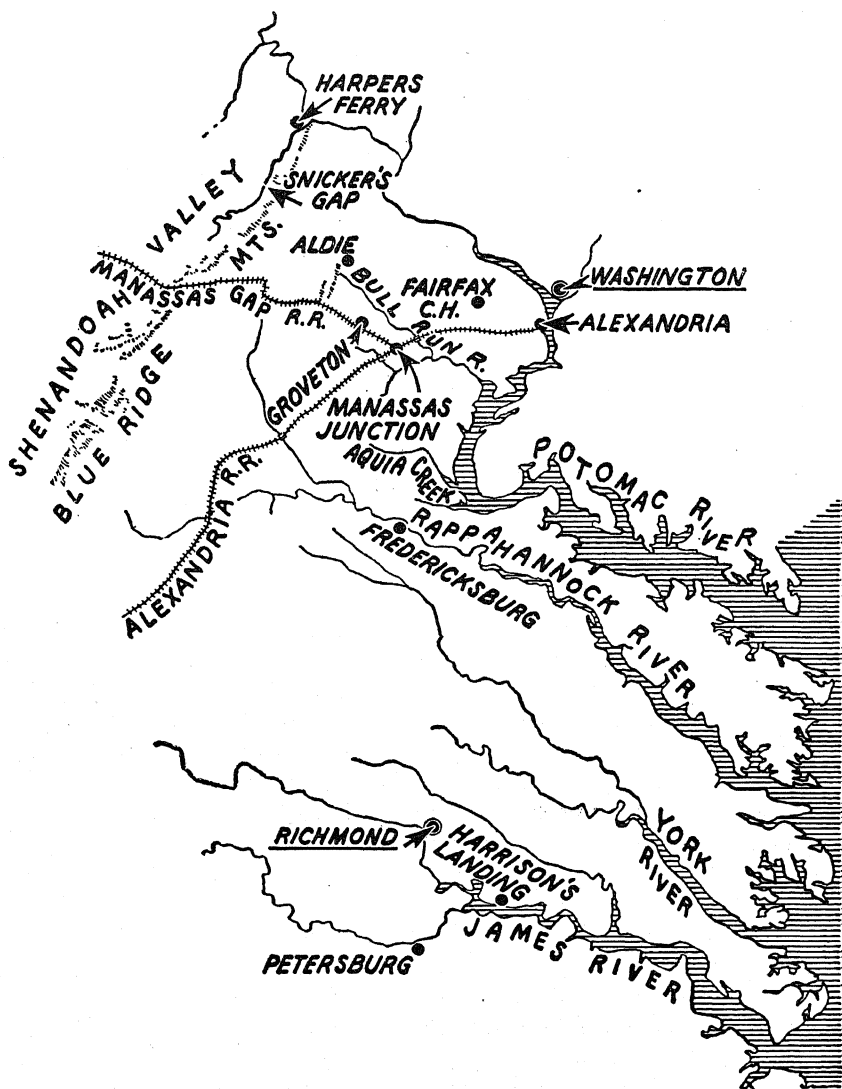 HARPERS
FERRY
SNICKER'S
GAP
SHENANDOAH VALLEY
BLUE RIDGE MTS.
ALDIE
MANASSAS GAP R.R.
BULL RUN R.
FAIRFAX
C.H.
WASHINGTON
ALEXANDRIA
GROVETON
MANASSAS
JUNCTION
AQUIA CREEK
POTOMAC RIVER
ALEXANDRIA R.R.
RAPPAHANNOCK RIVER
FREDERICKSBURG
RICHMOND
HARRISON'S
LANDING
YORK
RIVER
JAMES RIVER
PETERSBURG